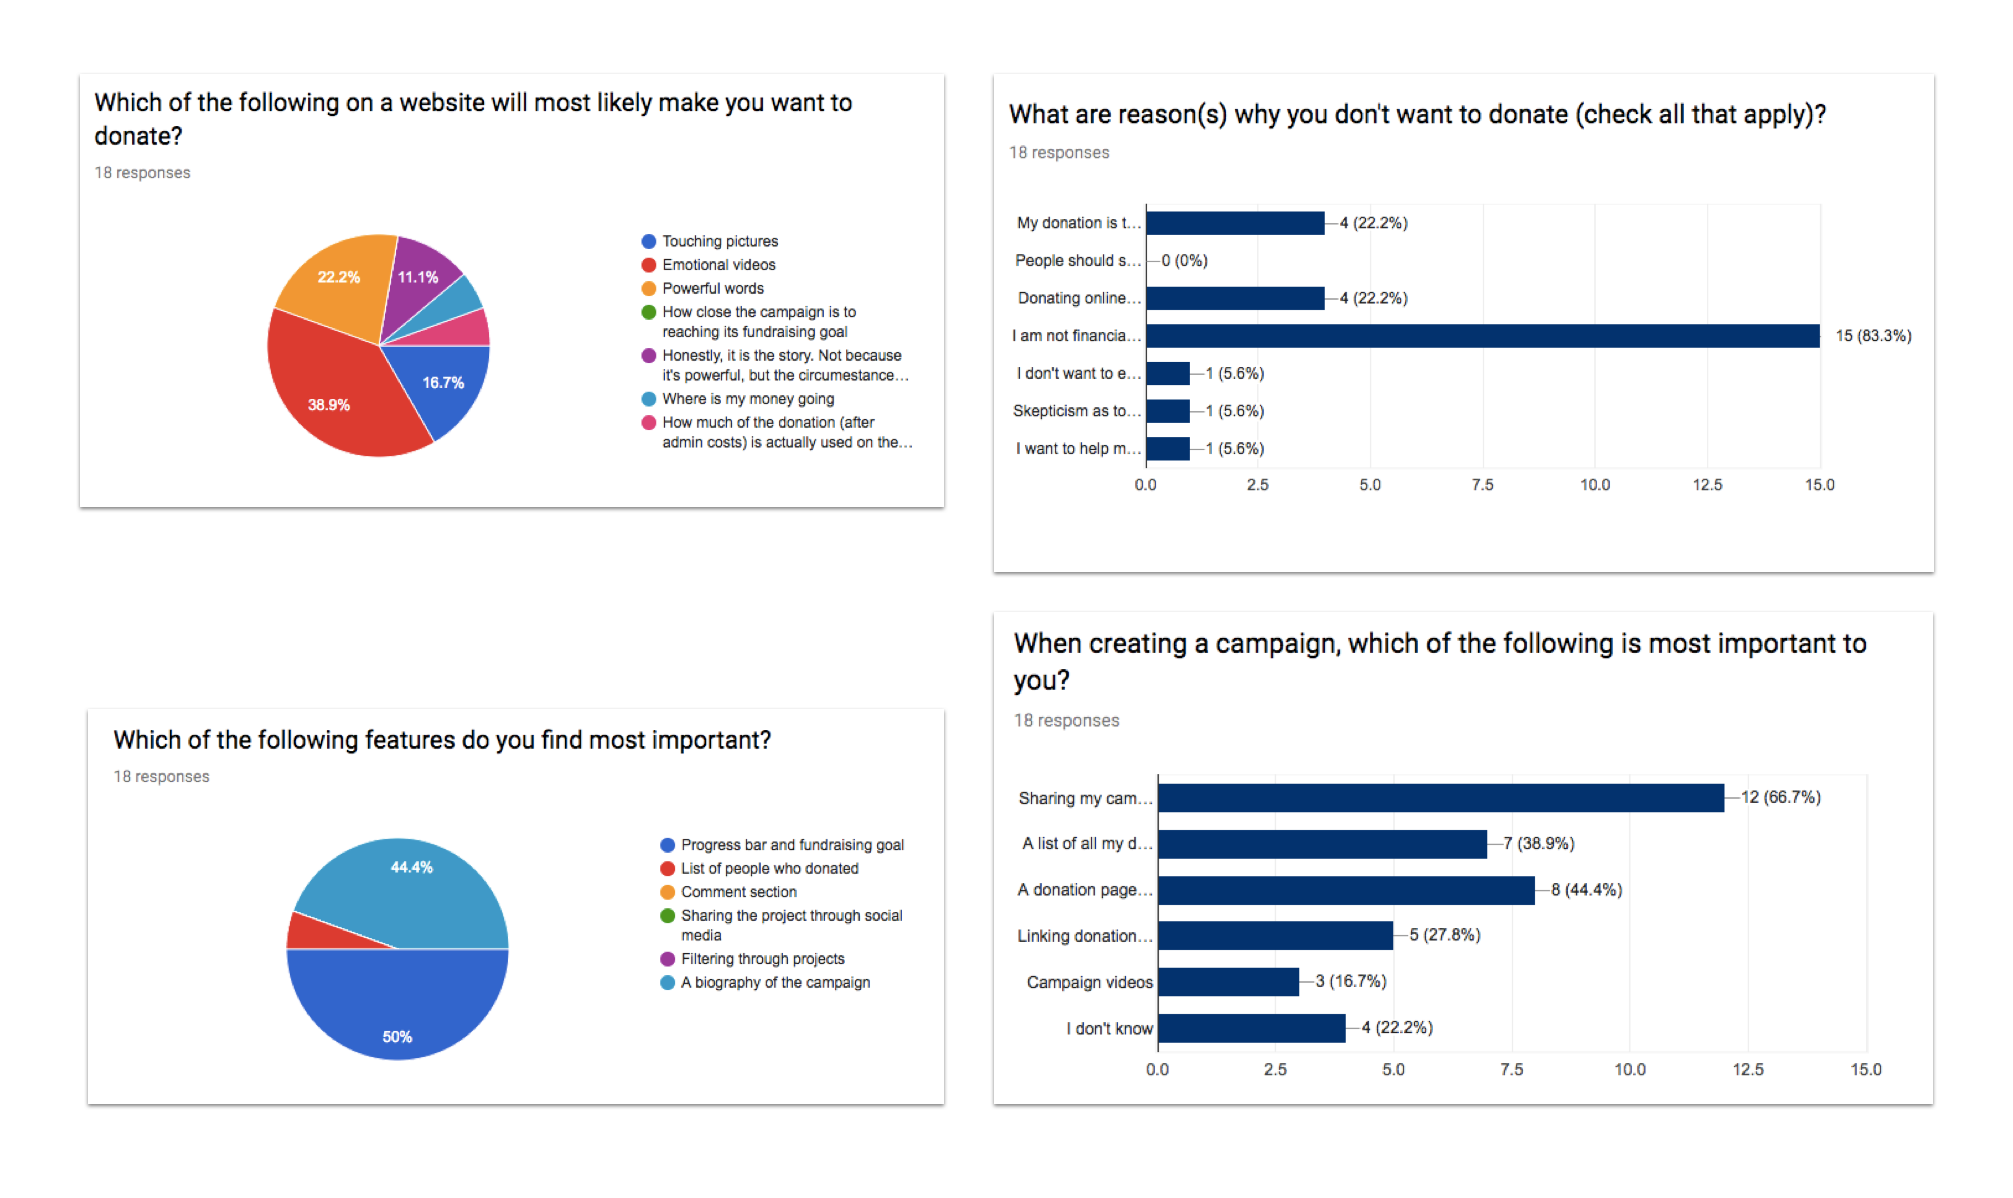 Which of the following on a website will most likely make you want to
donate?
18 responses
22.2%
11.1%
16.7%
38.9%
Touching pictures
Emotional videos
Powerful words
How close the campaign is to
reaching its fundraising goal
Honestly, it is the story. Not because
it's powerful, but the circumestance...
Where is my money going
How much of the donation (after
admin costs) is actually used on the...
What are reason(s) why you don't want to donate (check all that apply)?
18 responses
My donation is t... 4 (22.2%)
People should s... 0 (0%)
Donating online... 4 (22.2%)
I am not financia... 15 (83.3%)
I don't want to e... 1 (5.6%)
Skepticism as to... 1 (5.6%)
I want to help m... 1 (5.6%)
0.0 2.5 5.0 7.5 10.0 12.5 15.0
Which of the following features do you find most important?
18 responses
44.4%
50%
Progress bar and fundraising goal
List of people who donated
Comment section
Sharing the project through social
media
Filtering through projects
A biography of the campaign
When creating a campaign, which of the following is most important to
you?
18 responses
Sharing my cam... 12 (66.7%)
A list of all my d... 7 (38.9%)
A donation page... 8 (44.4%)
Linking donation... 5 (27.8%)
Campaign videos 3 (16.7%)
I don't know 4 (22.2%)
0.0 2.5 5.0 7.5 10.0 12.5 15.0